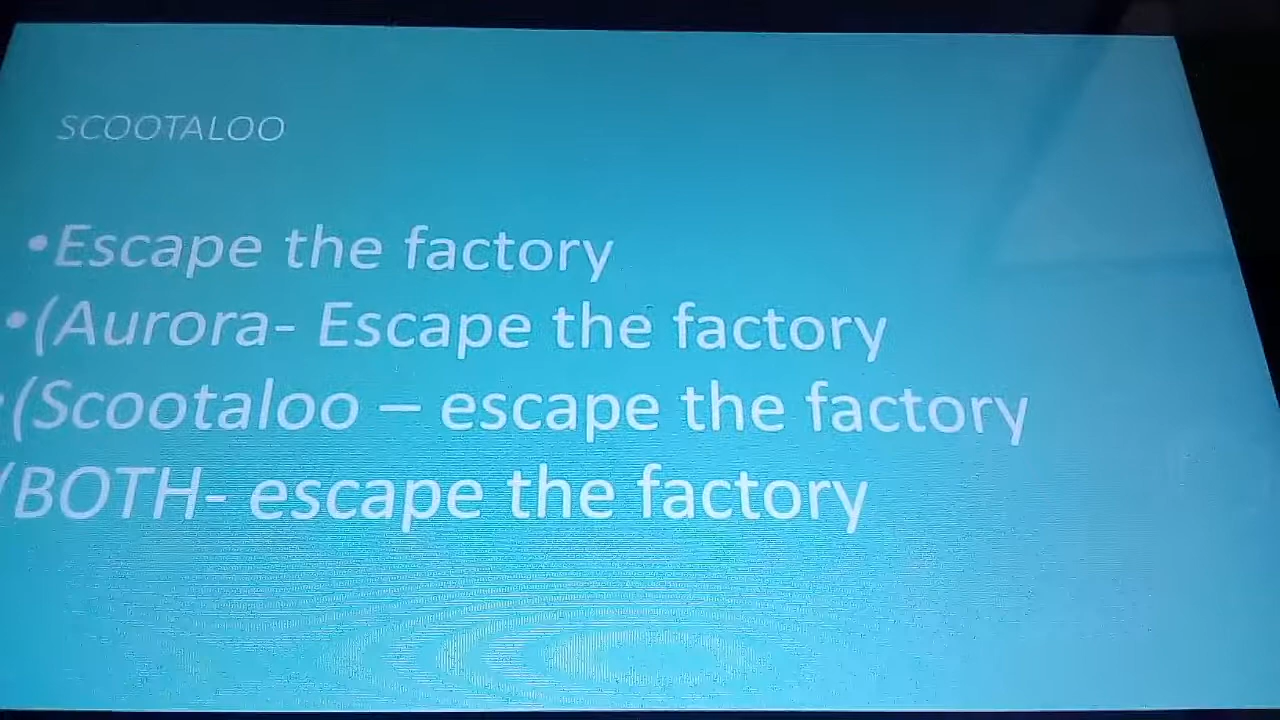 SCOOTALOO
•Escape the factory
•(Aurora- Escape the factory
•(Scootaloo – escape the factory
(BOTH- escape the factory